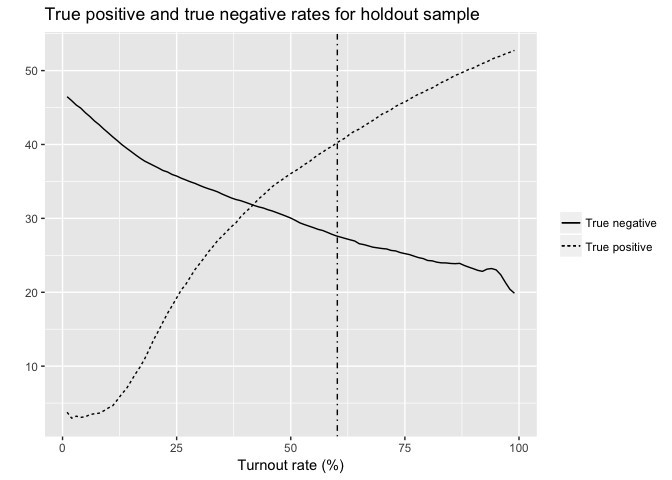 True positive and true negative rates for holdout sample
50
40
30
20
10
0
25
50
75
100
Turnout rate (%)
True negative
True positive